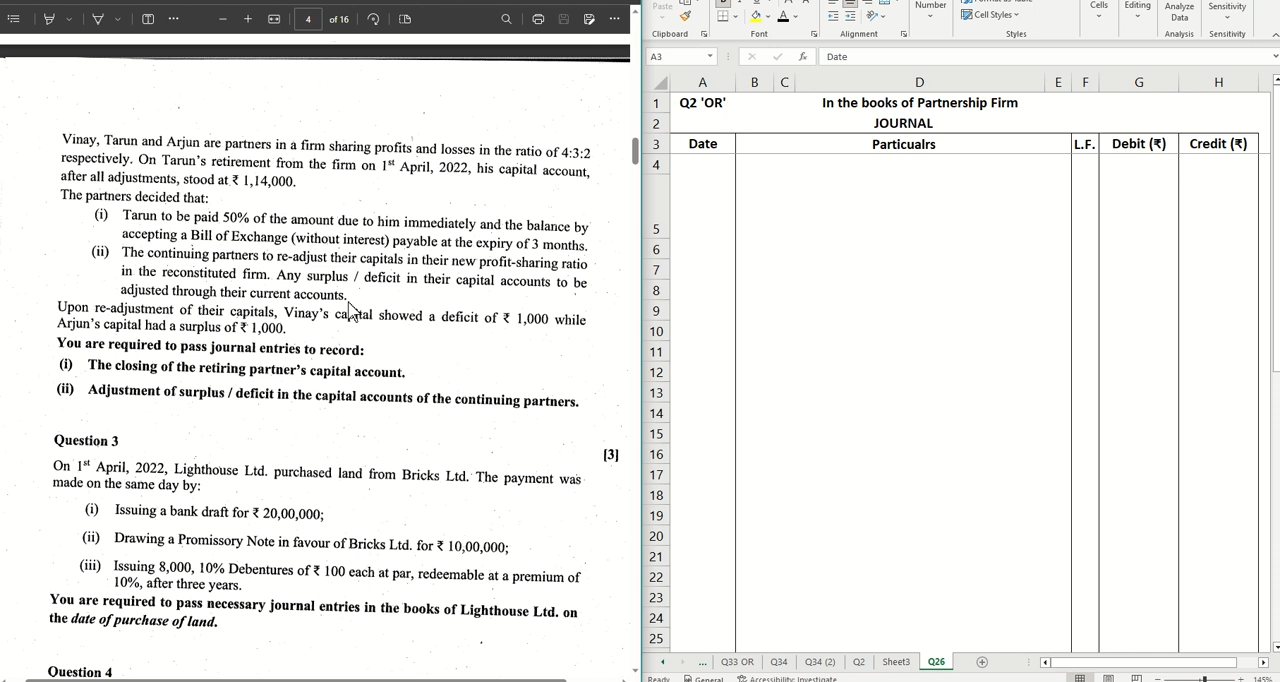 4 of 16
Vinay, Tarun and Arjun are partners in a firm sharing profits and losses in the ratio of 4:3:2
respectively. On Tarun's retirement from the firm on 1st April, 2022, his capital account,
after all adjustments, stood at ₹ 1,14,000.
The partners decided that:
(i) Tarun to be paid 50% of the amount due to him immediately and the balance by
accepting a Bill of Exchange (without interest) payable at the expiry of 3 months.
(ii) The continuing partners to re-adjust their capitals in their new profit-sharing ratio
in the reconstituted firm. Any surplus / deficit in their capital accounts to be
adjusted through their current accounts.
Upon re-adjustment of their capitals, Vinay's capital showed a deficit of ₹ 1,000 while
Arjun's capital had a surplus of ₹ 1,000.
You are required to pass journal entries to record:
(i) The closing of the retiring partner's capital account.
(ii) Adjustment of surplus / deficit in the capital accounts of the continuing partners.
Question 3
[3]
On 1st April, 2022, Lighthouse Ltd. purchased land from Bricks Ltd. The payment was
made on the same day by:
(i) Issuing a bank draft for ₹ 20,00,000;
(ii) Drawing a Promissory Note in favour of Bricks Ltd. for ₹ 10,00,000;
(iii) Issuing 8,000, 10% Debentures of ₹ 100 each at par, redeemable at a premium of
10%, after three years.
You are required to pass necessary journal entries in the books of Lighthouse Ltd. on
the date of purchase of land.
Question 4
Paste
Number
Cell Styles
Cells
Editing
Analyze
Data
Sensitivity
Clipboard
Font
Alignment
Styles
Analysis
Sensitivity
A3
fx
Date
A B C D E F G H
1 Q2 'OR' In the books of Partnership Firm
2 JOURNAL
3 Date Particualrs L.F. Debit (₹) Credit (₹)
4
5
6
7
8
9
10
11
12
13
14
15
16
17
18
19
20
21
22
23
24
25
... Q33 OR Q34 Q34 (2) Q2 Sheet3 Q26
Ready General Accessibility: Investigate 145%